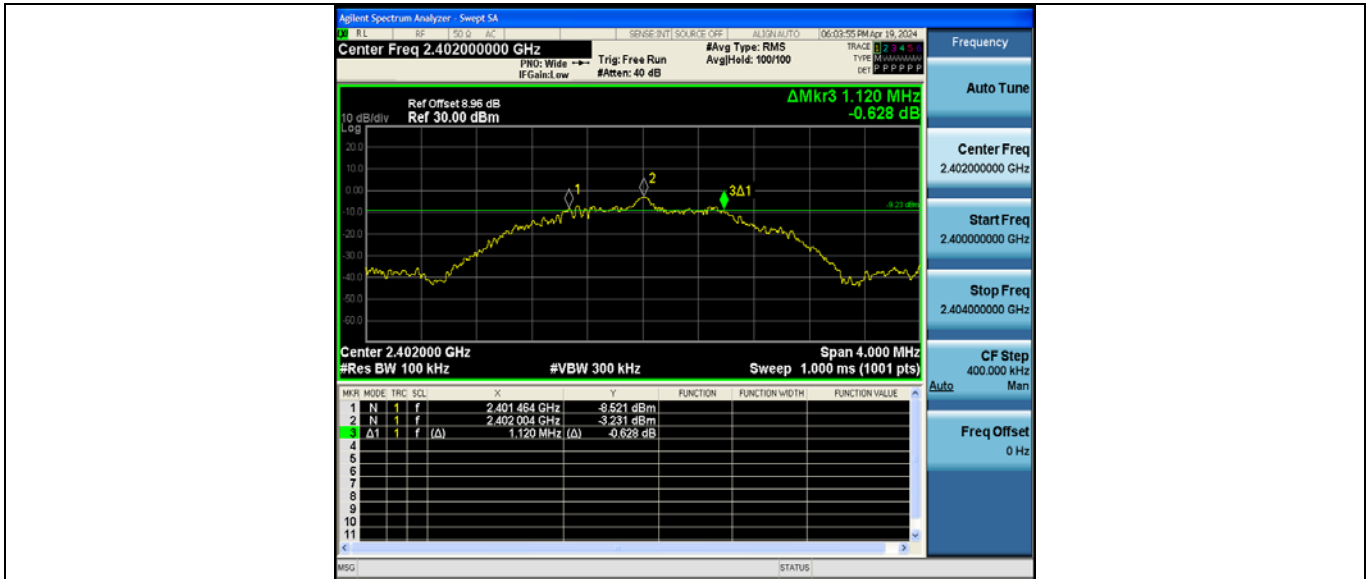 Agilent Spectrum Analyzer - Swept SA
RL RF 50 Ω AC SENSE:INT SOURCE OFF ALIGNAUTO 06:03:55 PM Apr 19, 2024
Center Freq 2.402000000 GHz
PNO: Wide
IFGain:Low
Trig: Free Run
#Atten: 40 dB
#Avg Type: RMS
Avg|Hold: 100/100
TRACE 1 2 3 4 5 6
TYPE MWWWWW
DET P P P P P P
Ref Offset 8.96 dB
10 dB/div Ref 30.00 dBm
Log
ΔMkr3 1.120 MHz
-0.628 dB
20.0
10.0
0.00
-10.0
-20.0
-30.0
-40.0
-50.0
-60.0
1
2
3Δ1
-9.23 dBm
Center 2.402000 GHz Span 4.000 MHz
#Res BW 100 kHz #VBW 300 kHz Sweep 1.000 ms (1001 pts)
MKR MODE TRC SCL X Y FUNCTION FUNCTION WIDTH FUNCTION VALUE
1 N 1 f 2.401 464 GHz -8.521 dBm
2 N 1 f 2.402 004 GHz -3.231 dBm
3 Δ1 1 f (Δ) 1.120 MHz (Δ) -0.628 dB
4
5
6
7
8
9
10
11
MSG STATUS
Frequency
Auto Tune
Center Freq
2.402000000 GHz
Start Freq
2.400000000 GHz
Stop Freq
2.404000000 GHz
CF Step
400.000 kHz
Auto Man
Freq Offset
0 Hz